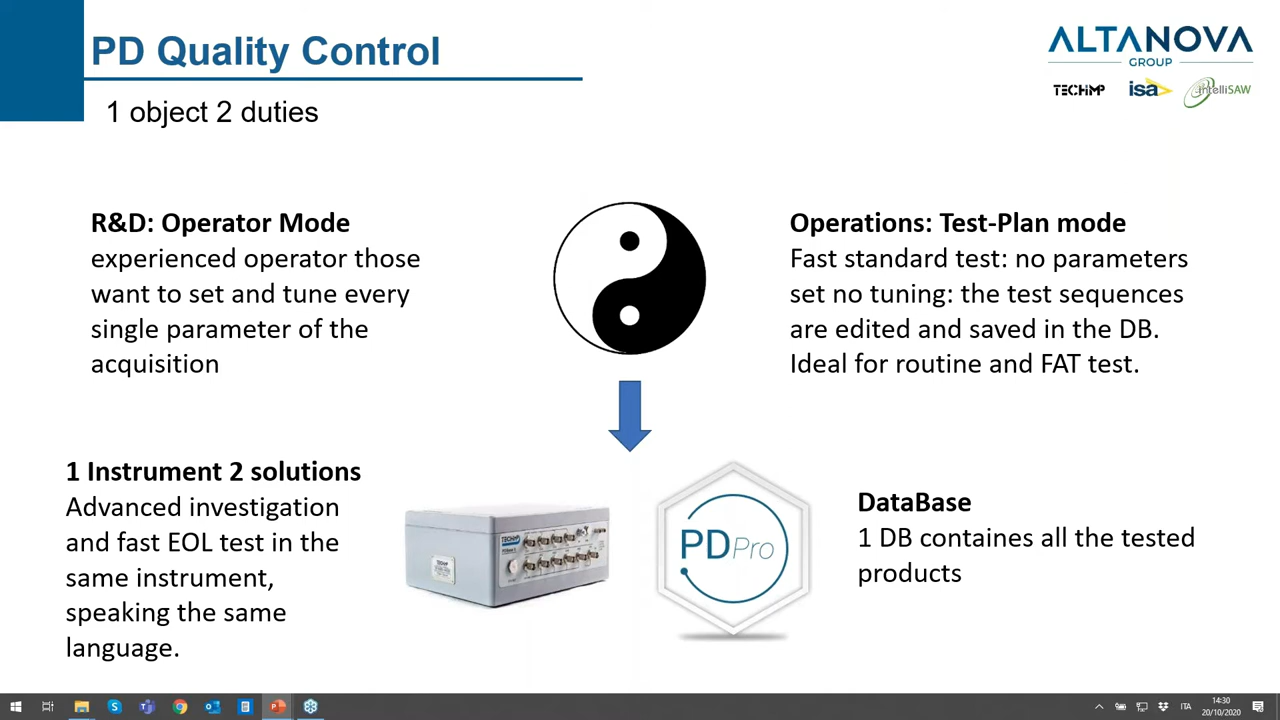 PD Quality Control
1 object 2 duties
ALTANOVA
GROUP
TECHIMP
isa
intelliSAW
R&D: Operator Mode
experienced operator those
want to set and tune every
single parameter of the
acquisition
Operations: Test-Plan mode
Fast standard test: no parameters
set no tuning: the test sequences
are edited and saved in the DB.
Ideal for routine and FAT test.
1 Instrument 2 solutions
Advanced investigation
and fast EOL test in the
same instrument,
speaking the same
language.
TECHIMP
PDPro
DataBase
1 DB containes all the tested
products
ITA
14:30
20/10/2020